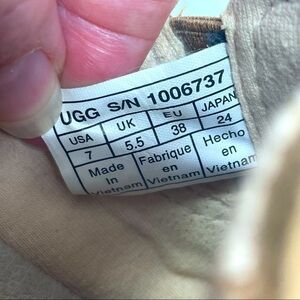 UGG S/N 1006737
USA UK EU JAPAN
7 5.5 38 24
Made Fabrique Hecho
in en en
Vietnam Vietnam Vietnam